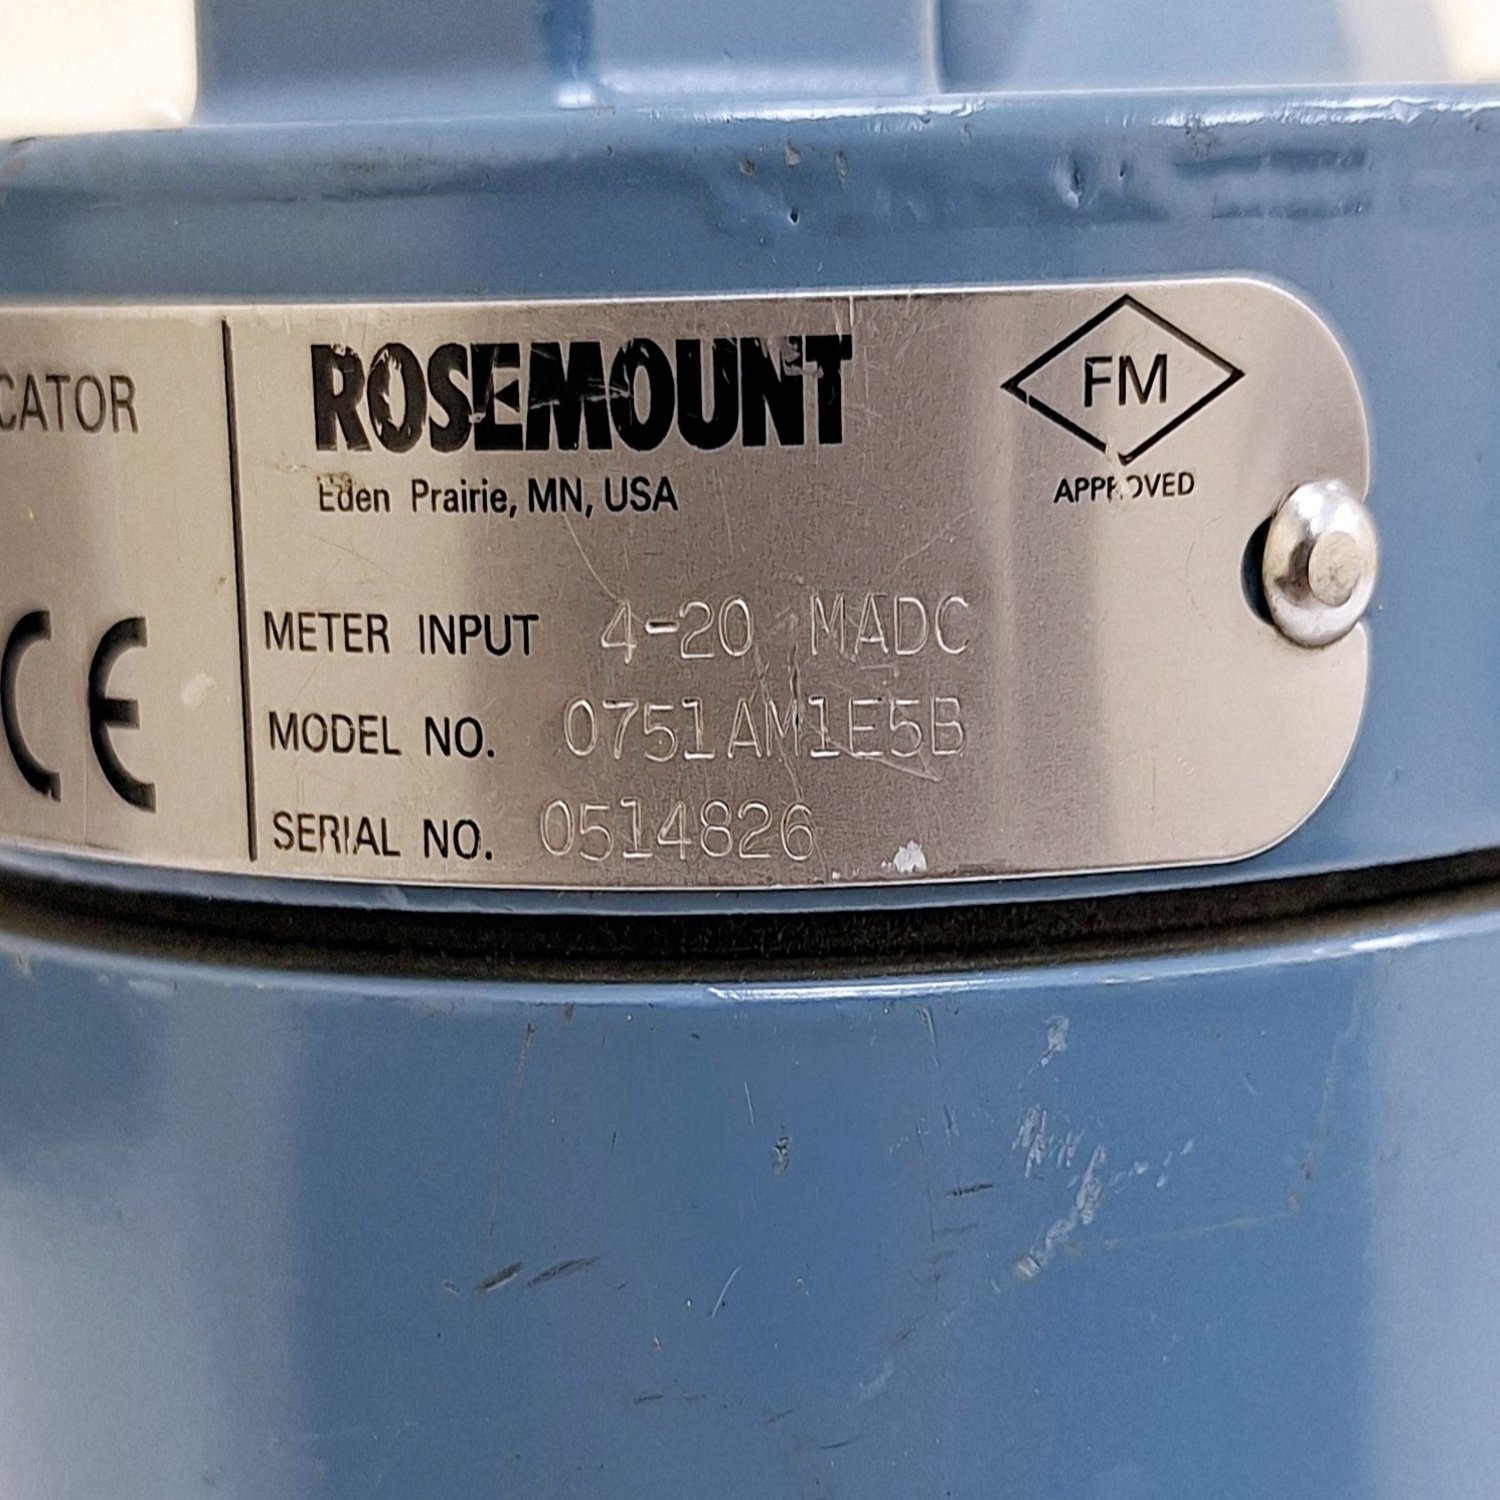 CATOR
CE
ROSEMOUNT
Eden Prairie, MN, USA
FM
APPROVED
METER INPUT 4-20 MADC
MODEL NO. 0751AM1E5B
SERIAL NO. 0514826